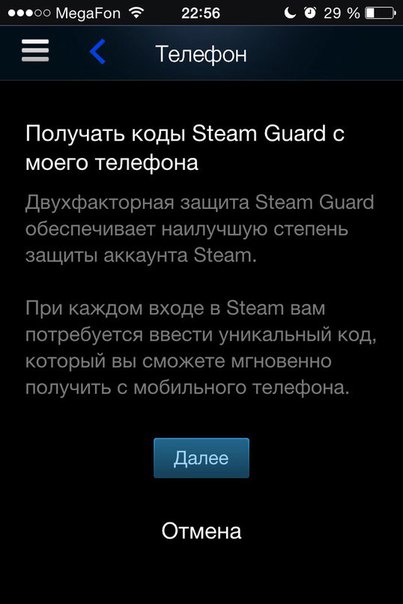 MegaFon 22:56 29 %
Телефон
Получать коды Steam Guard с
моего телефона
Двухфакторная защита Steam Guard
обеспечивает наилучшую степень
защиты аккаунта Steam.
При каждом входе в Steam вам
потребуется ввести уникальный код,
который вы сможете мгновенно
получить с мобильного телефона.
Далее
Отмена